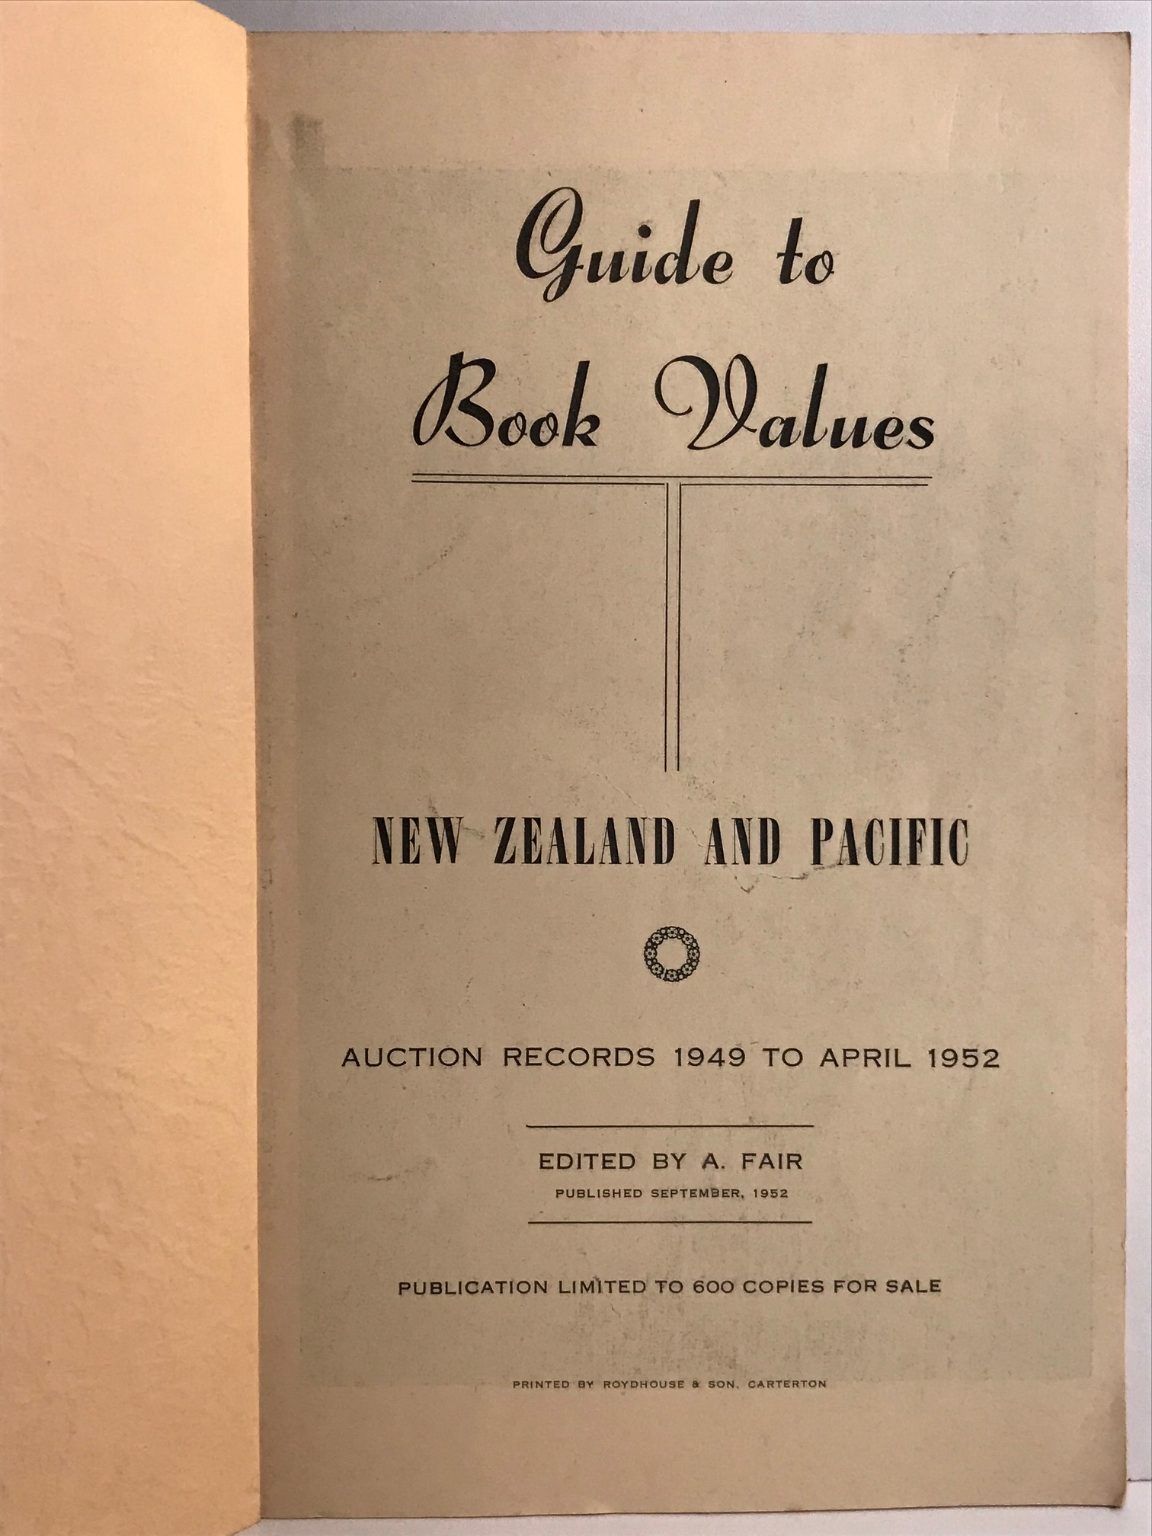 Guide to
Book Values
NEW ZEALAND AND PACIFIC
AUCTION RECORDS 1949 TO APRIL 1952
EDITED BY A. FAIR
PUBLISHED SEPTEMBER, 1952
PUBLICATION LIMITED TO 600 COPIES FOR SALE
PRINTED BY ROYDHOUSE & SON, CARTERTON